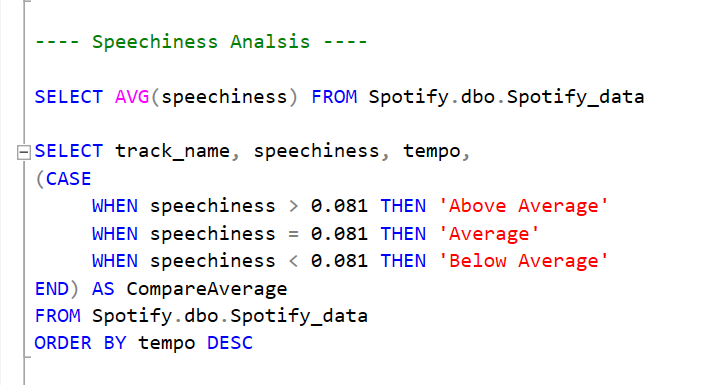 ---- Speechiness Analsis ----
SELECT AVG(speechiness) FROM Spotify.dbo.Spotify_data
SELECT track_name, speechiness, tempo,
(CASE
WHEN speechiness > 0.081 THEN 'Above Average'
WHEN speechiness = 0.081 THEN 'Average'
WHEN speechiness < 0.081 THEN 'Below Average'
END) AS CompareAverage
FROM Spotify.dbo.Spotify_data
ORDER BY tempo DESC